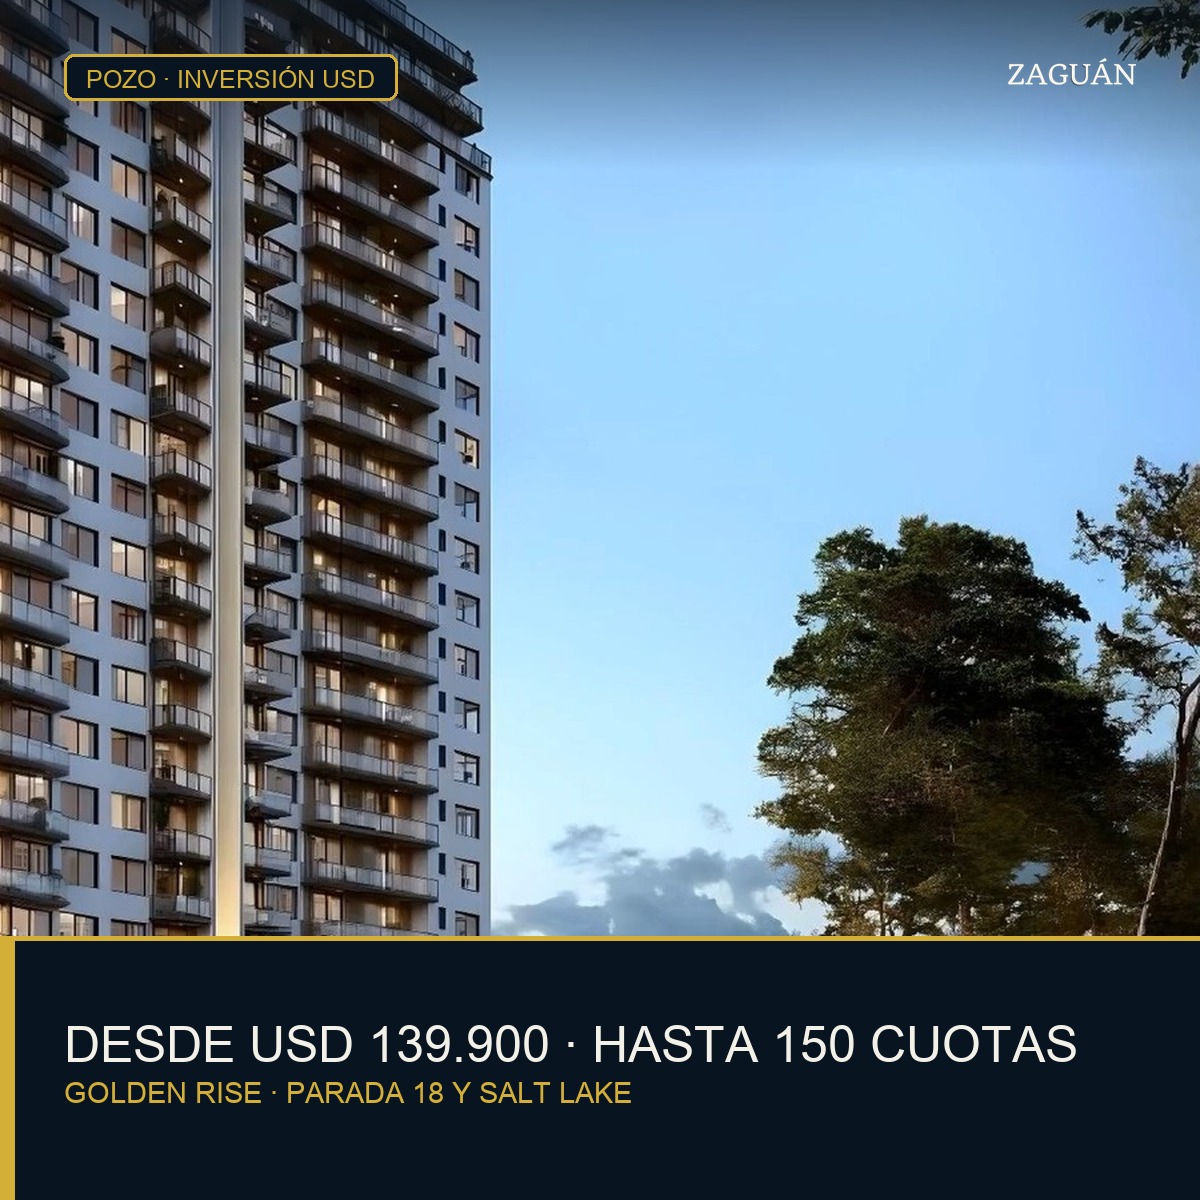 POZO · INVERSIÓN USD
ZAGUÁN
DESDE USD 139.900 · HASTA 150 CUOTAS
GOLDEN RISE · PARADA 18 Y SALT LAKE